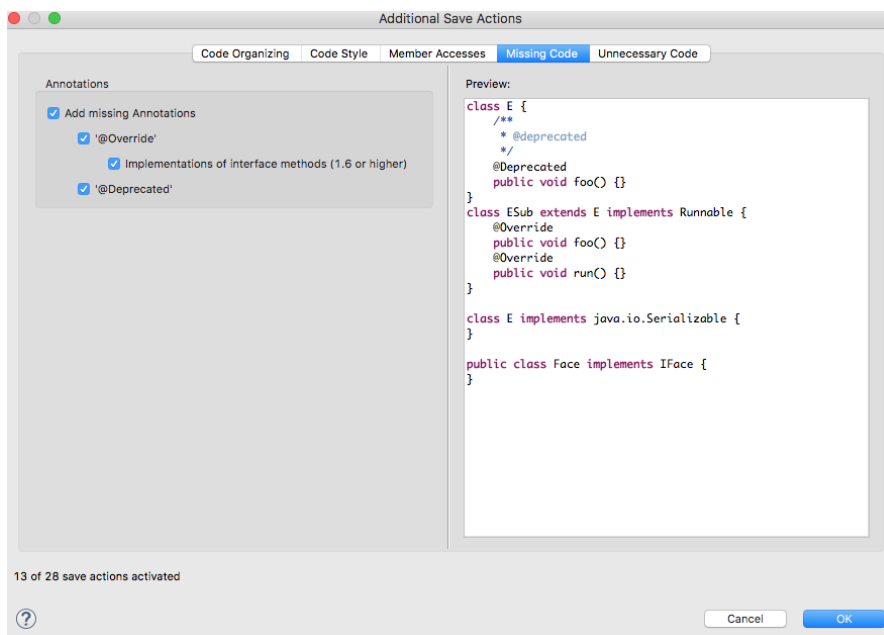 Additional Save Actions
Code Organizing Code Style Member Accesses Missing Code Unnecessary Code
Annotations
Add missing Annotations
'@Override'
Implementations of interface methods (1.6 or higher)
'@Deprecated'
Preview:
class E {
/**
* @deprecated
*/
@Deprecated
public void foo() {}
}
class ESub extends E implements Runnable {
@Override
public void foo() {}
@Override
public void run() {}
}
class E implements java.io.Serializable {
}
public class Face implements IFace {
}
13 of 28 save actions activated
?
Cancel OK